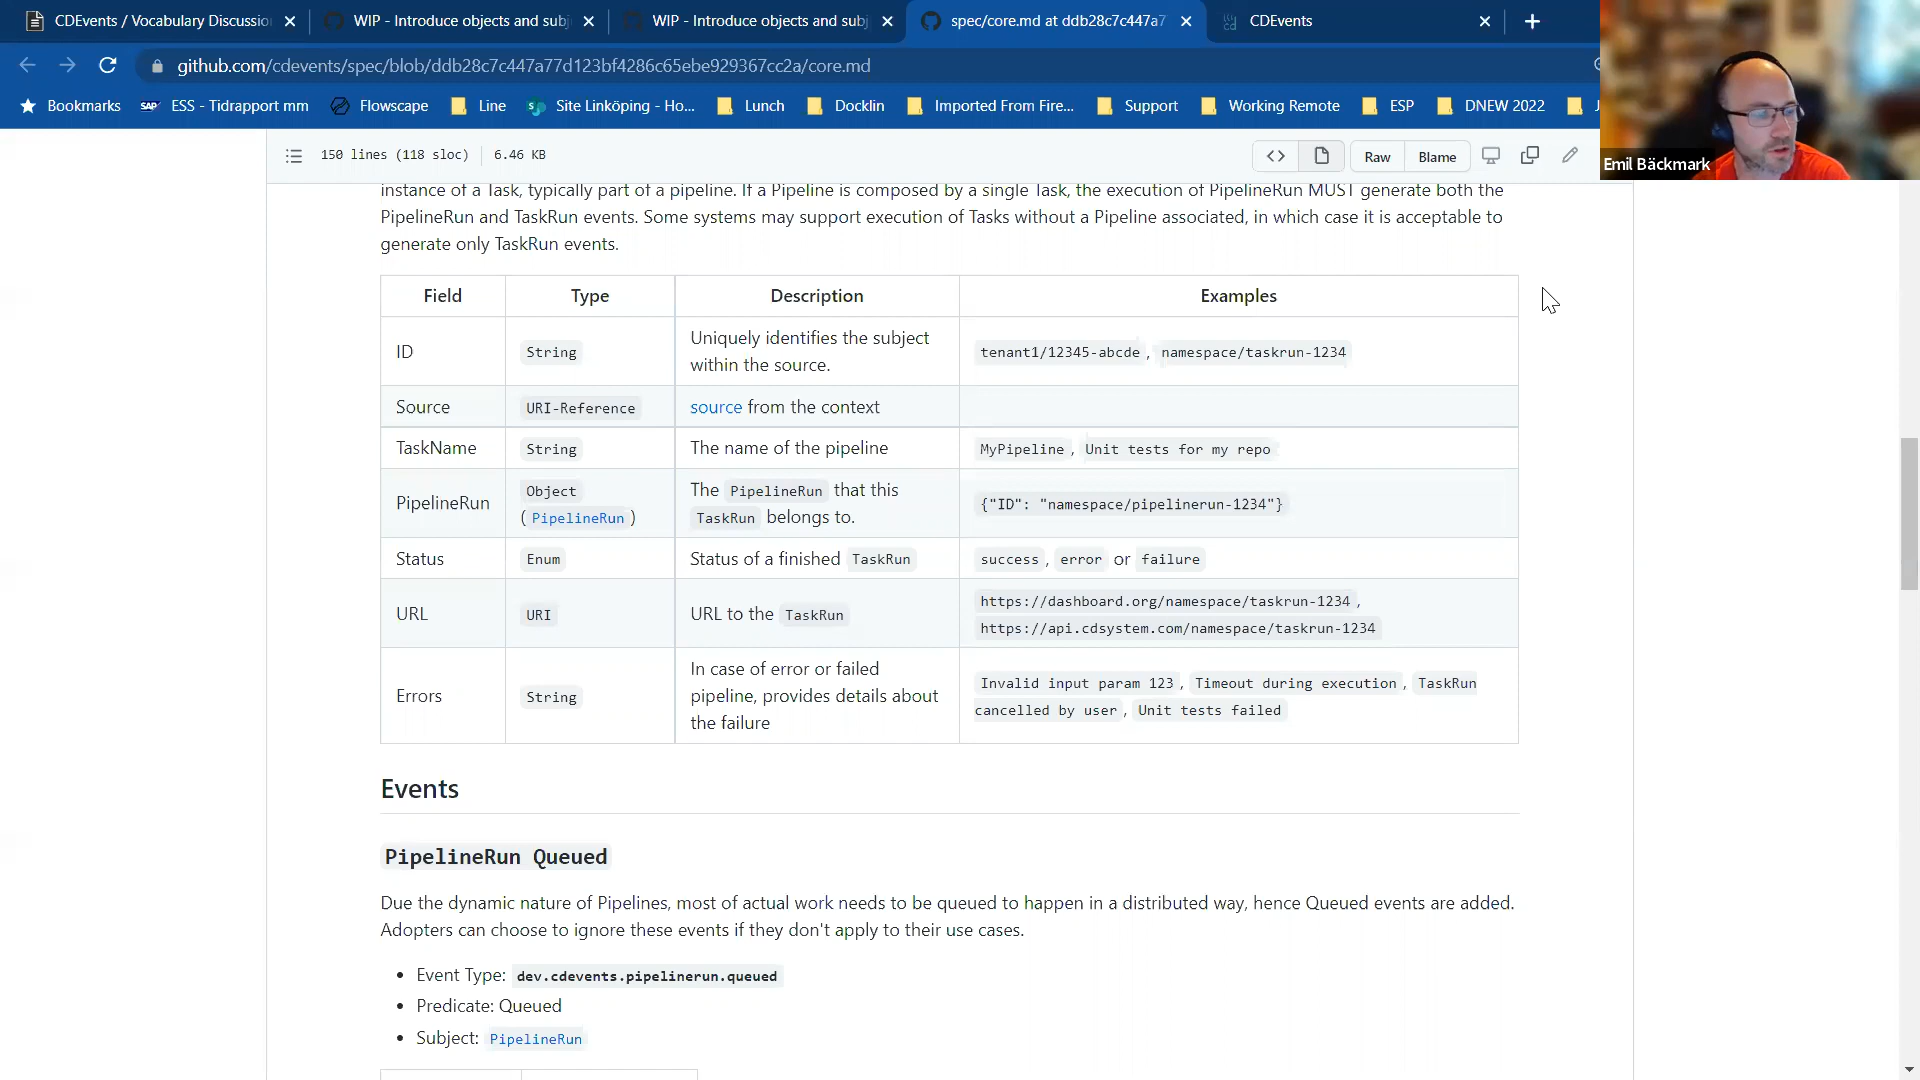 CDEvents / Vocabulary Discussio
WIP - Introduce objects and subj
WIP - Introduce objects and subj
spec/core.md at ddb28c7c447a7
CDEvents
github.com/cdevents/spec/blob/ddb28c7c447a77d123bf4286c65ebe929367cc2a/core.md
Bookmarks
SAP ESS - Tidrapport mm
Flowscape
Line
Site Linköping - Ho...
Lunch
Docklin
Imported From Fire...
Support
Working Remote
ESP
DNEW 2022
Emil Bäckmark
150 lines (118 sloc) 6.46 KB
Raw
Blame
instance of a Task, typically part of a pipeline. If a Pipeline is composed by a single Task, the execution of PipelineRun MUST generate both the
PipelineRun and TaskRun events. Some systems may support execution of Tasks without a Pipeline associated, in which case it is acceptable to
generate only TaskRun events.
Field Type Description Examples
ID String Uniquely identifies the subject within the source. tenant1/12345-abcde, namespace/taskrun-1234
Source URI-Reference source from the context
TaskName String The name of the pipeline MyPipeline, Unit tests for my repo
PipelineRun Object (PipelineRun) The PipelineRun that this TaskRun belongs to. {"ID": "namespace/pipelinerun-1234"}
Status Enum Status of a finished TaskRun success, error or failure
URL URI URL to the TaskRun https://dashboard.org/namespace/taskrun-1234, https://api.cdsystem.com/namespace/taskrun-1234
Errors String In case of error or failed pipeline, provides details about the failure Invalid input param 123, Timeout during execution, TaskRun cancelled by user, Unit tests failed
Events
PipelineRun Queued
Due the dynamic nature of Pipelines, most of actual work needs to be queued to happen in a distributed way, hence Queued events are added.
Adopters can choose to ignore these events if they don't apply to their use cases.
• Event Type: dev.cdevents.pipelinerun.queued
• Predicate: Queued
• Subject: PipelineRun